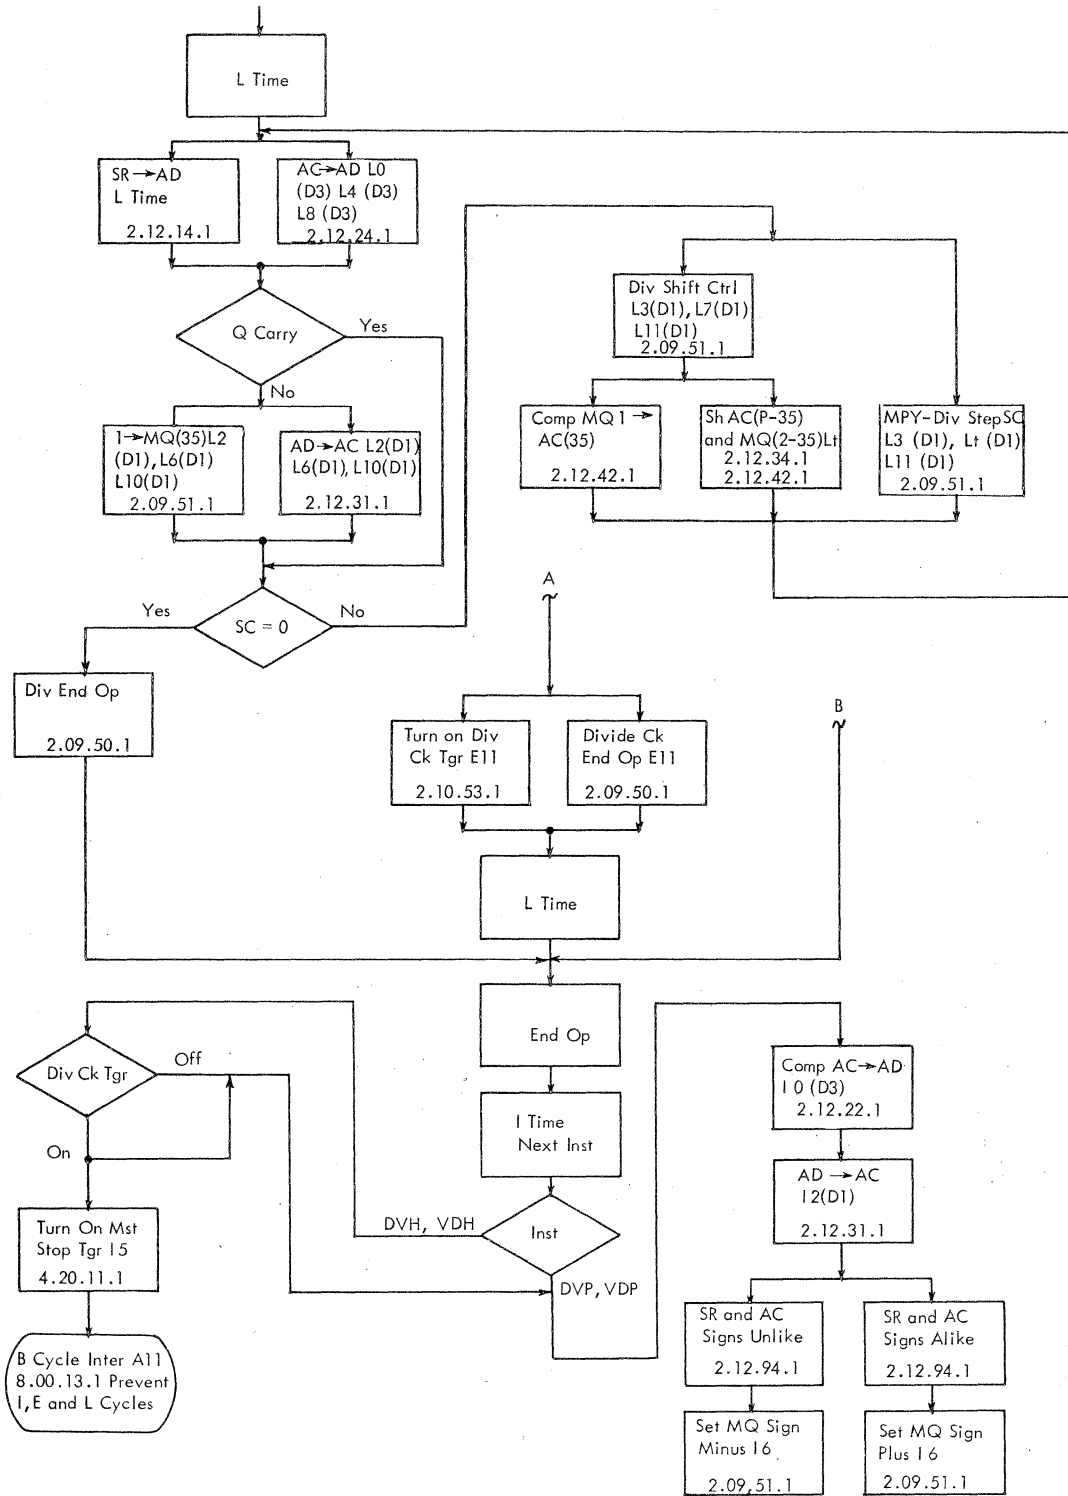 L Time
SR→AD
L Time
2.12.14.1
AC→AD L0
(D3) L4 (D3)
L8 (D3)
2.12.24.1
Q Carry
Yes
No
1→MQ(35)L2
(D1), L6(D1)
L10(D1)
2.09.51.1
AD→AC L2(D1)
L6(D1), L10(D1)
2.12.31.1
SC = 0
Yes
No
Div Shift Ctrl
L3(D1), L7(D1)
L11(D1)
2.09.51.1
Comp MQ 1 →
AC(35)
2.12.42.1
Sh AC(P-35)
and MQ(2-35)Lt
2.12.34.1
2.12.42.1
MPY-Div Step SC
L3 (D1), Lt (D1)
L11 (D1)
2.09.51.1
Div End Op
2.09.50.1
A
Turn on Div
Ck Tgr E11
2.10.53.1
Divide Ck
End Op E11
2.09.50.1
B
L Time
End Op
I Time
Next Inst
Inst
DVH, VDH
DVP, VDP
Div Ck Tgr
Off
On
Turn On Mst
Stop Tgr I5
4.20.11.1
B Cycle Inter All
8.00.13.1 Prevent
I, E and L Cycles
Comp AC→AD
I 0 (D3)
2.12.22.1
AD → AC
I2(D1)
2.12.31.1
SR and AC
Signs Unlike
2.12.94.1
SR and AC
Signs Alike
2.12.94.1
Set MQ Sign
Minus I6
2.09,51.1
Set MQ Sign
Plus I6
2.09.51.1